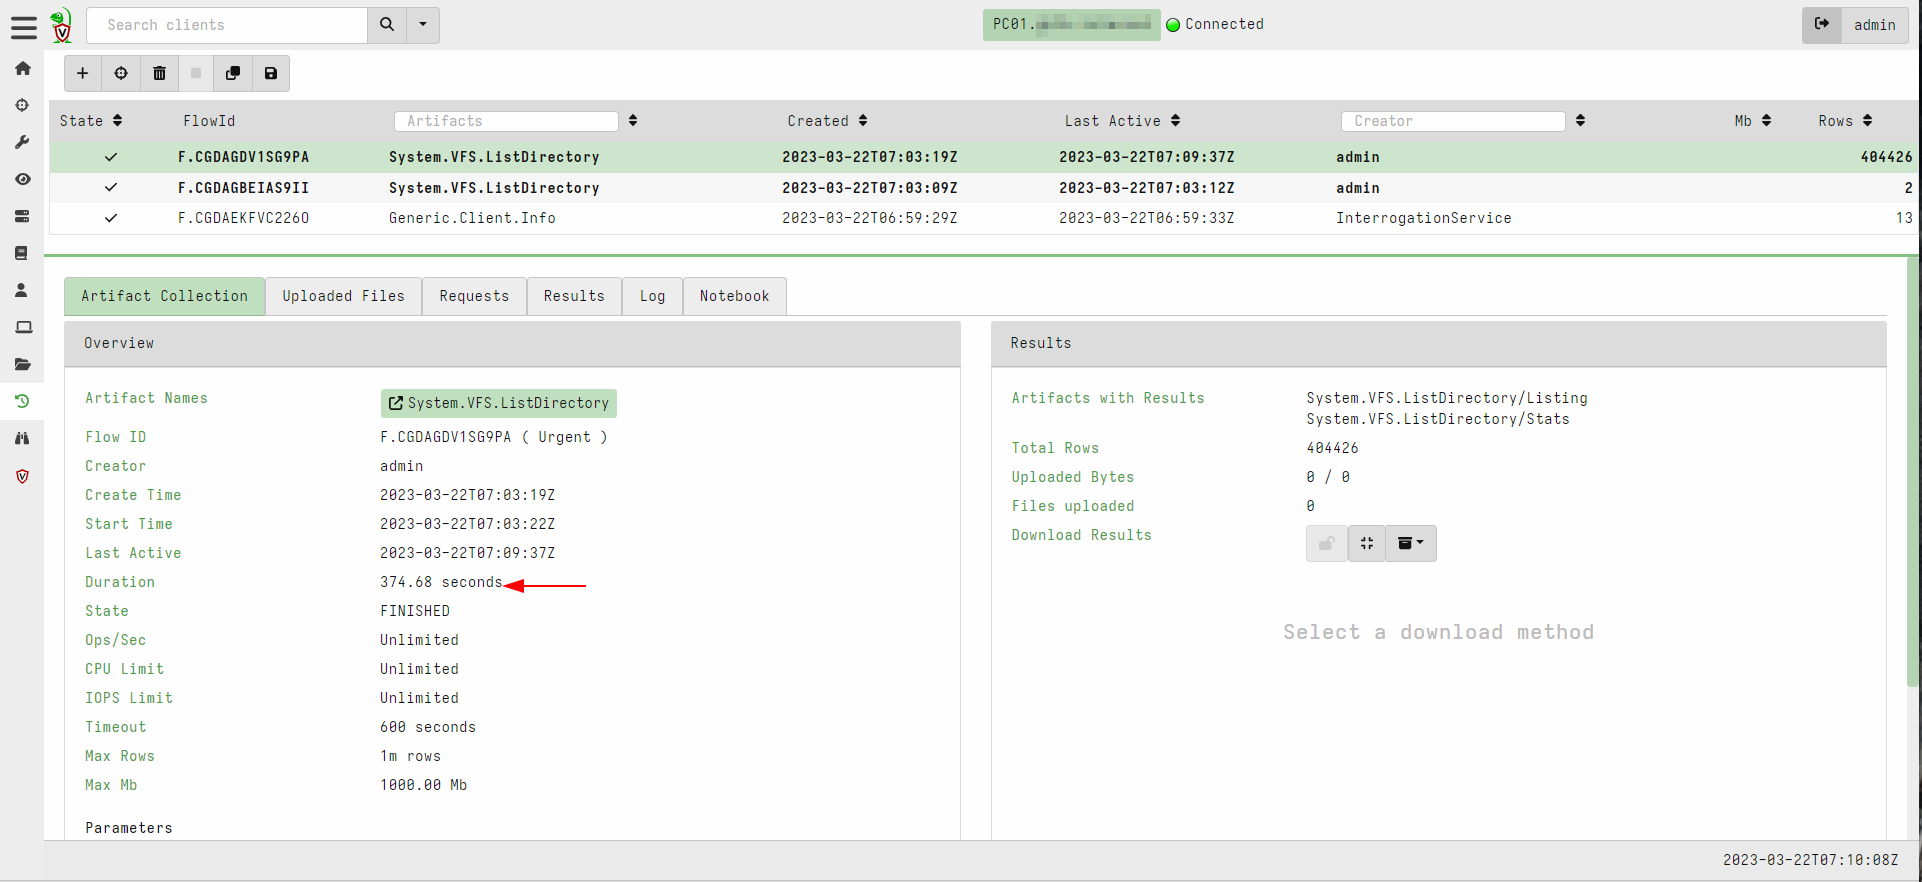 Search clients
PC01.
Connected
admin
State FlowId Artifacts Created Last Active Creator Mb Rows
F.CGDAGDV1SG9PA System.VFS.ListDirectory 2023-03-22T07:03:19Z 2023-03-22T07:09:37Z admin 404426
F.CGDAGBEIAS9II System.VFS.ListDirectory 2023-03-22T07:03:09Z 2023-03-22T07:03:12Z admin 2
F.CGDAEKFVC226O Generic.Client.Info 2023-03-22T06:59:29Z 2023-03-22T06:59:33Z InterrogationService 13
Artifact Collection Uploaded Files Requests Results Log Notebook
Overview
Artifact Names System.VFS.ListDirectory
Flow ID F.CGDAGDV1SG9PA ( Urgent )
Creator admin
Create Time 2023-03-22T07:03:19Z
Start Time 2023-03-22T07:03:22Z
Last Active 2023-03-22T07:09:37Z
Duration 374.68 seconds
State FINISHED
Ops/Sec Unlimited
CPU Limit Unlimited
IOPS Limit Unlimited
Timeout 600 seconds
Max Rows 1m rows
Max Mb 1000.00 Mb
Parameters
Results
Artifacts with Results System.VFS.ListDirectory/Listing
System.VFS.ListDirectory/Stats
Total Rows 404426
Uploaded Bytes 0 / 0
Files uploaded 0
Download Results
Select a download method
2023-03-22T07:10:08Z